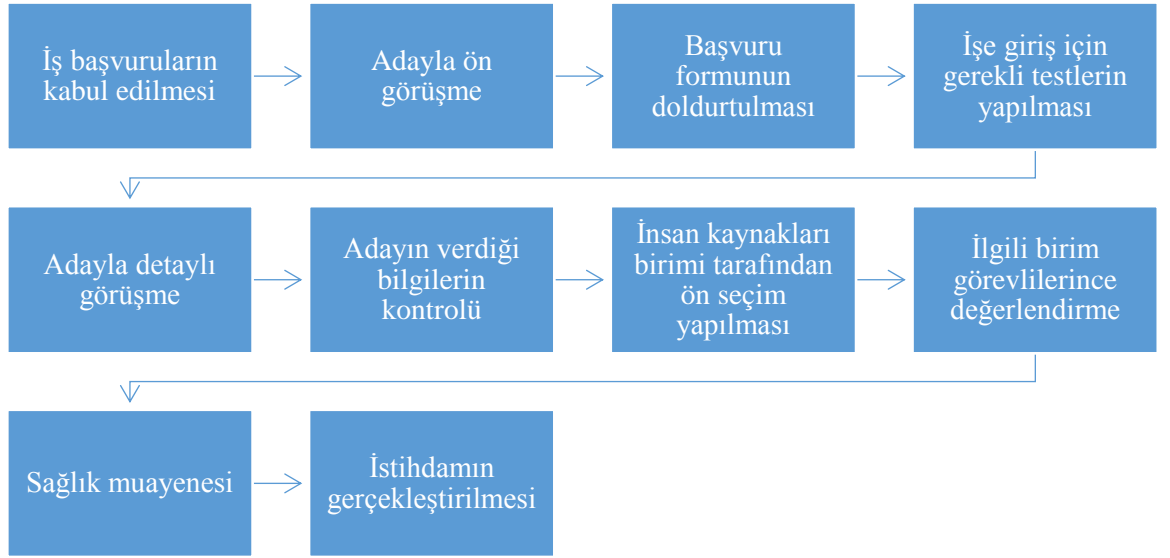 İş başvuruların
kabul edilmesi
Adayla ön
görüşme
Başvuru
formunun
doldurtulması
İşe giriş için
gerekli testlerin
yapılması
Adayla detaylı
görüşme
Adayın verdiği
bilgilerin
kontrolü
İnsan kaynakları
birimi tarafından
ön seçim
yapılması
İlgili birim
görevlilerince
değerlendirme
Sağlık muayenesi
İstihdamın
gerçekleştirilmesi